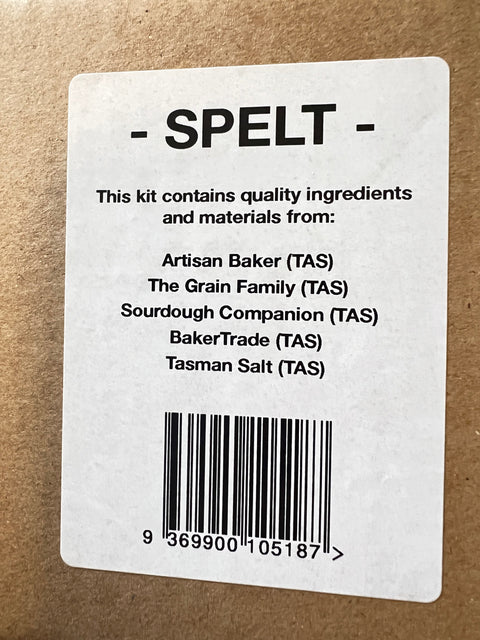 - SPELT -
This kit contains quality ingredients
and materials from:
Artisan Baker (TAS)
The Grain Family (TAS)
Sourdough Companion (TAS)
BakerTrade (TAS)
Tasman Salt (TAS)
9 369900 105187 >